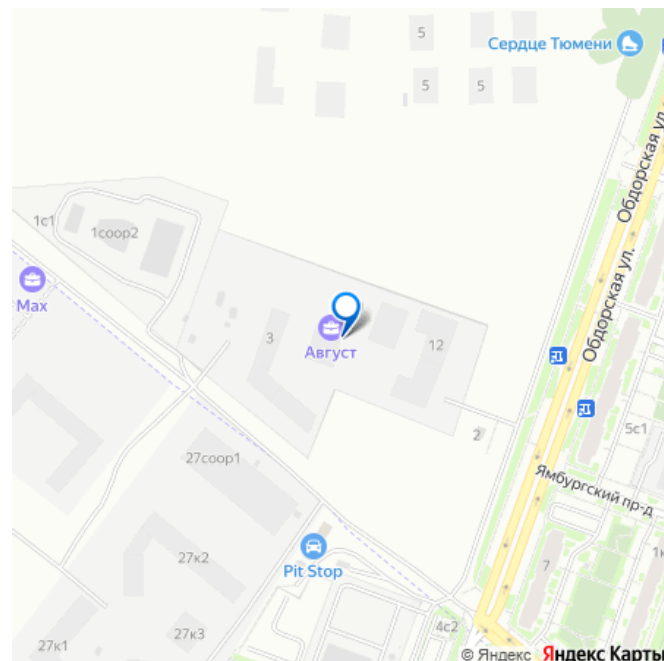 5
Сердце Тюмени
5
5
Обдорская ул.
1с1
1соор2
Обдорская ул.
Max
3
Август
12
2
5с1
27соор1
Ямбургский пр-д
27к2
Pit Stop
7
1к
27к3
4с2
27к1
© Яндекс Яндекс Карты